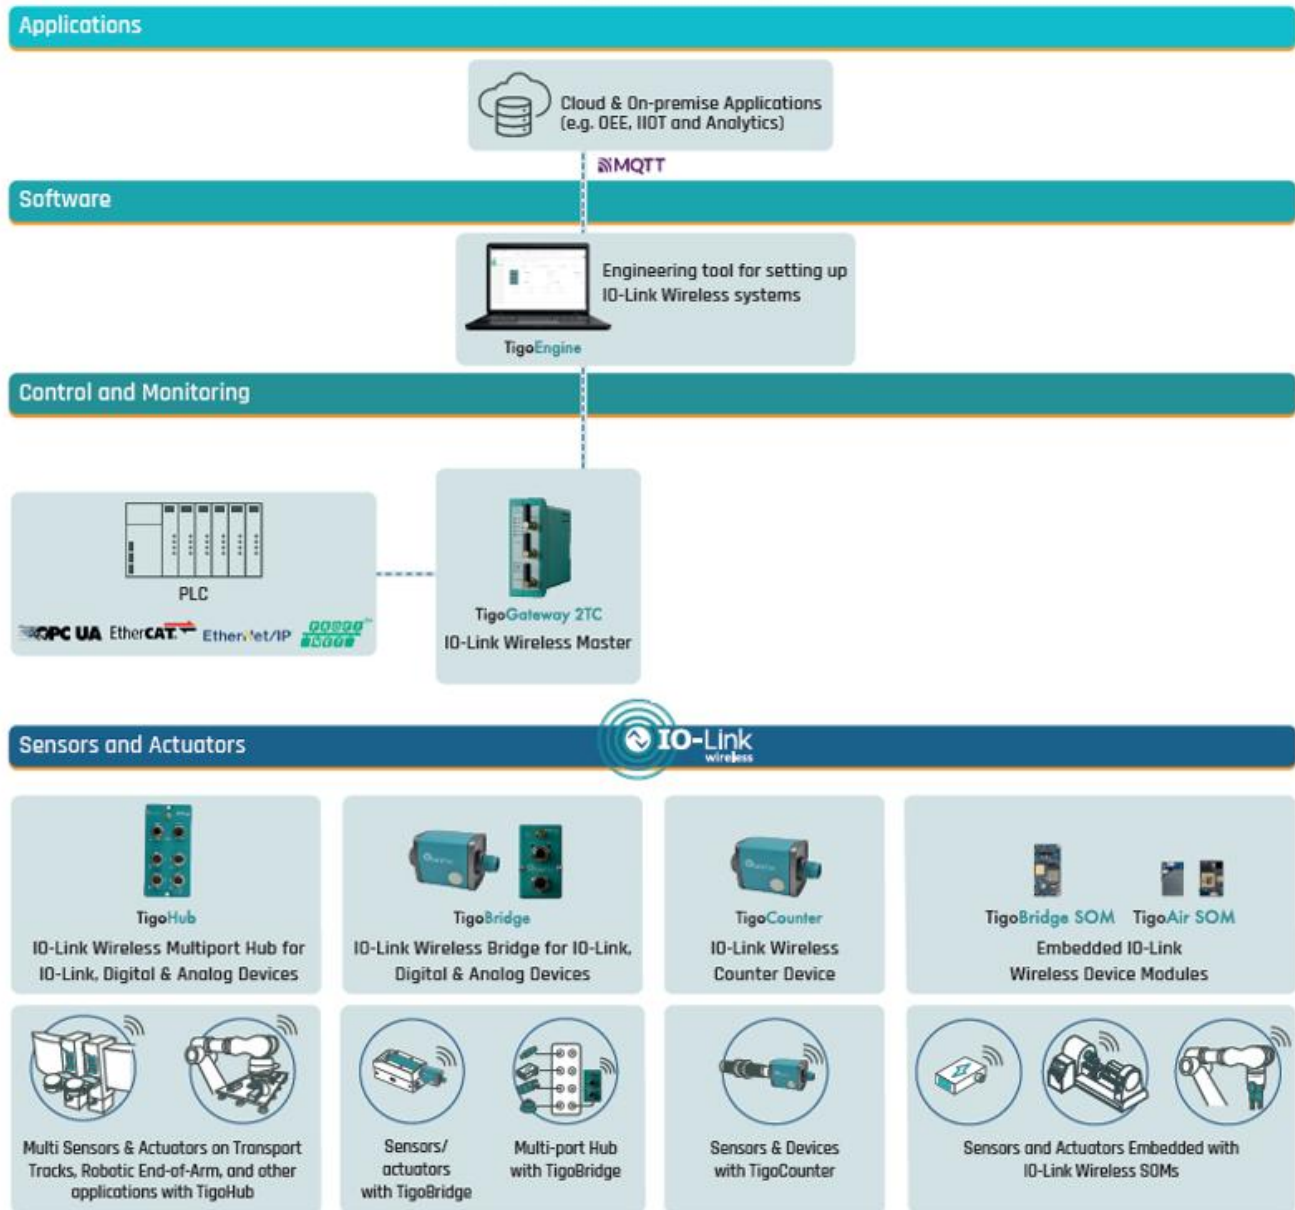 Applications
Cloud & On-premise Applications
(e.g. OEE, IIOT and Analytics)
MQTT
Software
Engineering tool for setting up
IO-Link Wireless systems
TigoEngine
Control and Monitoring
PLC
OPC UA EtherCAT EtherNet/IP PROFINET
TigoGateway 2TC
IO-Link Wireless Master
Sensors and Actuators
IO-Link
wireless
TigoHub
IO-Link Wireless Multiport Hub for
IO-Link, Digital & Analog Devices
TigoBridge
IO-Link Wireless Bridge for IO-Link,
Digital & Analog Devices
TigoCounter
IO-Link Wireless
Counter Device
TigoBridge SOM TigoAir SOM
Embedded IO-Link
Wireless Device Modules
Multi Sensors & Actuators on Transport
Tracks, Robotic End-of-Arm, and other
applications with TigoHub
Sensors/
actuators
with TigoBridge
Multi-port Hub
with TigoBridge
Sensors & Devices
with TigoCounter
Sensors and Actuators Embedded with
IO-Link Wireless SOMs